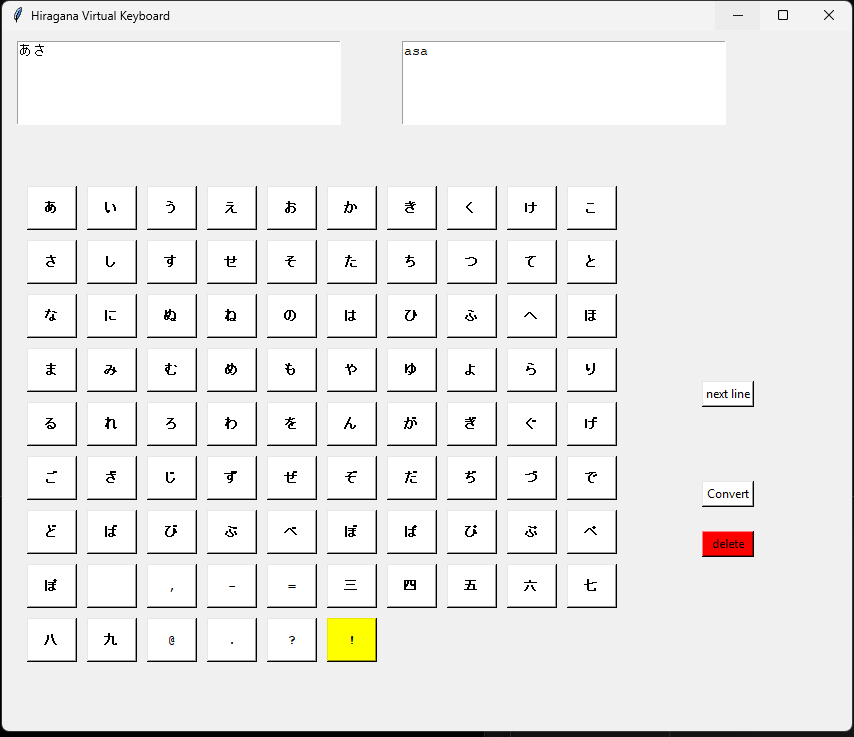 Hiragana Virtual Keyboard
あさ
asa
あ い う え お か き く け こ
さ し す せ そ た ち つ て と
な に ぬ ね の は ひ ふ へ ほ
ま み む め も や ゆ よ ら り
next line
る れ ろ わ を ん が ぎ ぐ げ
ご ざ じ ず ぜ ぞ だ ぢ づ で
Convert
ど ば び ぶ べ ぼ ぱ ぴ ぷ ぺ
delete
ぽ , - = 三 四 五 六 七
八 九 @ . ? !